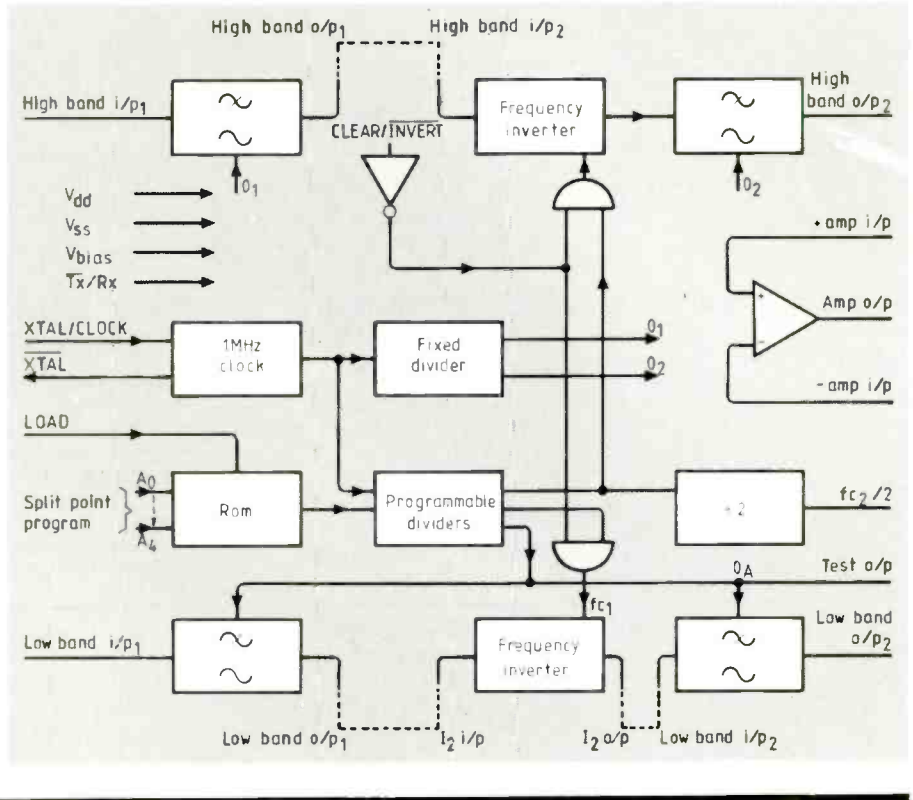 High band o/p₁
High band i/p₂
High band i/p₁
Frequency
inverter
High
band o/p₂
CLEAR/I̅N̅V̅E̅R̅T̅
0₁
0₂
Vdd
Vss
Vbias
T̅x/Rx
+amp i/p
Amp o/p
-amp i/p
XTAL/CLOCK
X̅T̅A̅L̅
1MHz
clock
Fixed
divider
0₁
0₂
LOAD
Split point
program
A₀
A₄
Rom
Programmable
dividers
÷2
fc₂/2
0A
Test o/p
fc₁
Low band i/p₁
Frequency
inverter
Low band
o/p₂
Low band o/p₁
I₂ i/p
I₂ o/p
Low band i/p₂